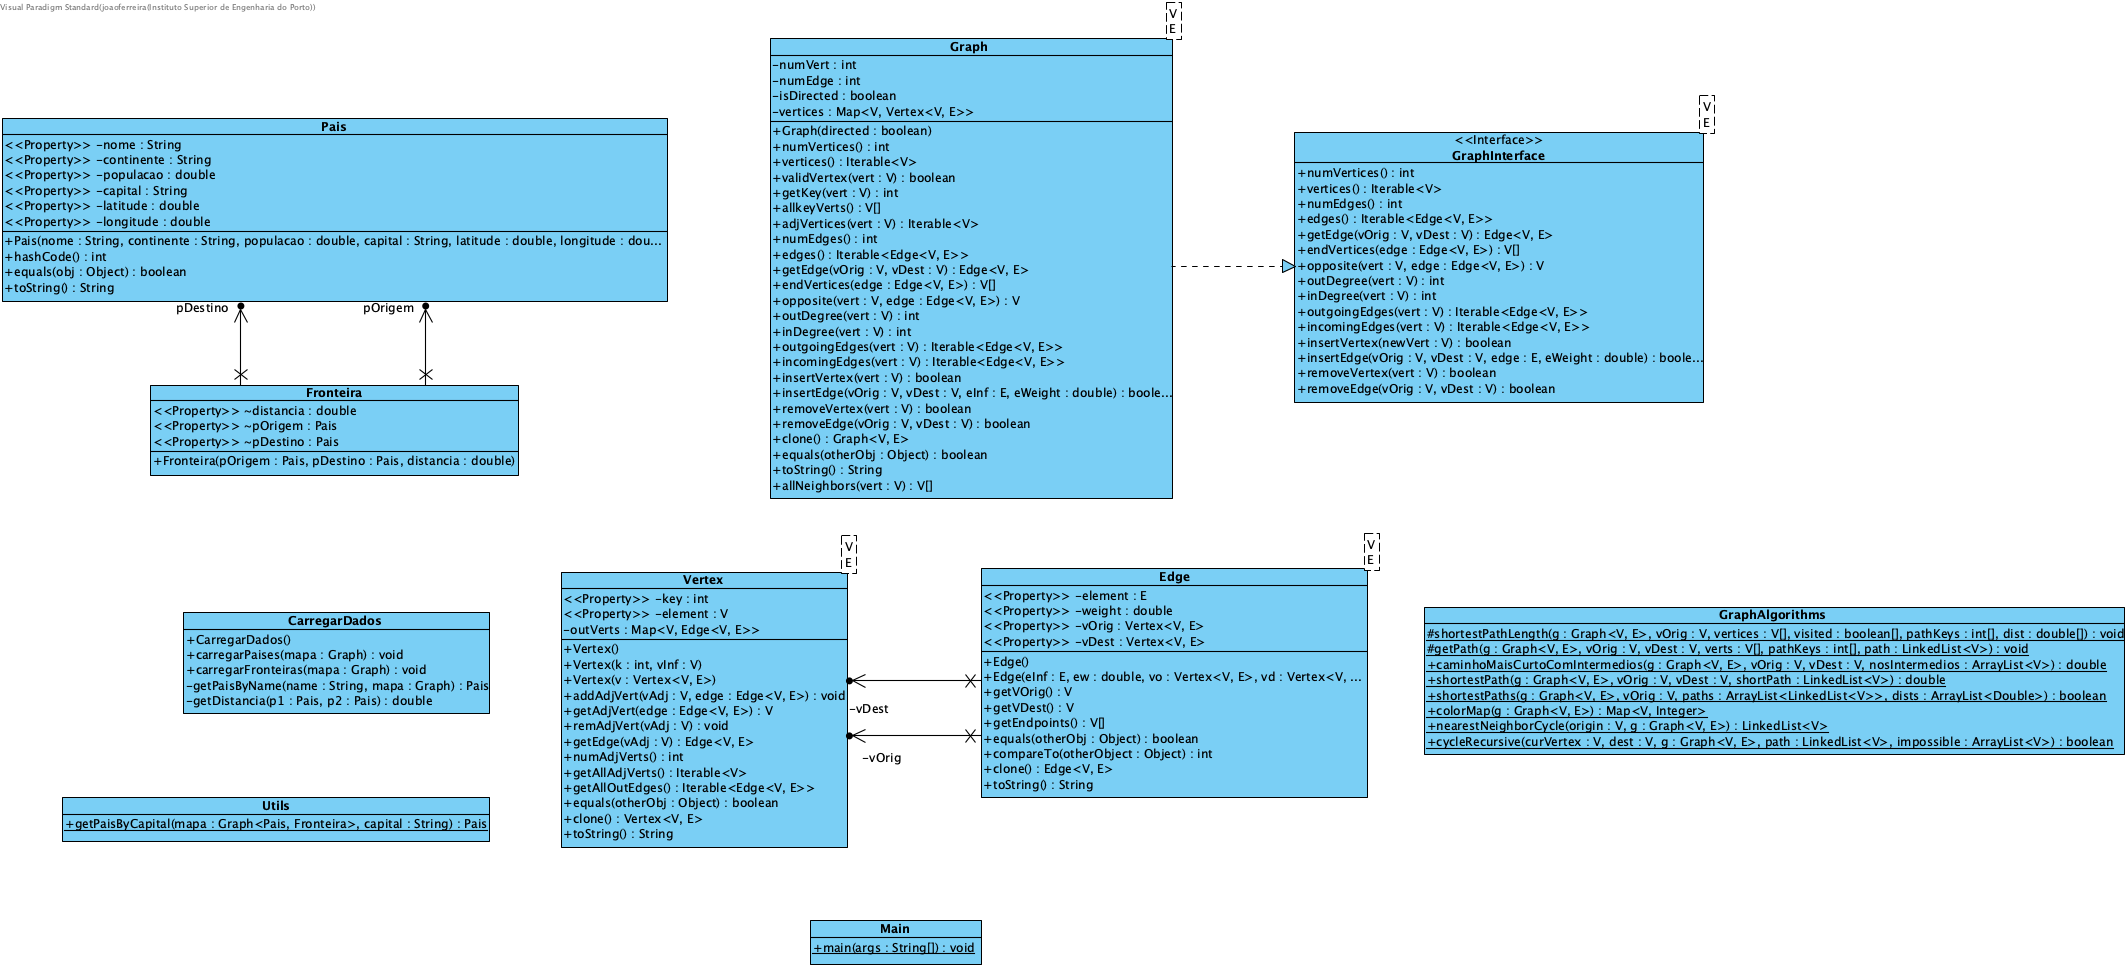 Visual Paradigm Standard(joaoferreira(Instituto Superior de Engenharia do Porto))
V
E
Graph
-numVert : int
-numEdge : int
-isDirected : boolean
-vertices : Map<V, Vertex<V, E>>
+Graph(directed : boolean)
+numVertices() : int
+vertices() : Iterable<V>
+validVertex(vert : V) : boolean
+getKey(vert : V) : int
+allkeyVerts() : V[]
+adjVertices(vert : V) : Iterable<V>
+numEdges() : int
+edges() : Iterable<Edge<V, E>>
+getEdge(vOrig : V, vDest : V) : Edge<V, E>
+endVertices(edge : Edge<V, E>) : V[]
+opposite(vert : V, edge : Edge<V, E>) : V
+outDegree(vert : V) : int
+inDegree(vert : V) : int
+outgoingEdges(vert : V) : Iterable<Edge<V, E>>
+incomingEdges(vert : V) : Iterable<Edge<V, E>>
+insertVertex(vert : V) : boolean
+insertEdge(vOrig : V, vDest : V, eInf : E, eWeight : double) : boole...
+removeVertex(vert : V) : boolean
+removeEdge(vOrig : V, vDest : V) : boolean
+clone() : Graph<V, E>
+equals(otherObj : Object) : boolean
+toString() : String
+allNeighbors(vert : V) : V[]
V
E
<<Interface>>
GraphInterface
+numVertices() : int
+vertices() : Iterable<V>
+numEdges() : int
+edges() : Iterable<Edge<V, E>>
+getEdge(vOrig : V, vDest : V) : Edge<V, E>
+endVertices(edge : Edge<V, E>) : V[]
+opposite(vert : V, edge : Edge<V, E>) : V
+outDegree(vert : V) : int
+inDegree(vert : V) : int
+outgoingEdges(vert : V) : Iterable<Edge<V, E>>
+incomingEdges(vert : V) : Iterable<Edge<V, E>>
+insertVertex(newVert : V) : boolean
+insertEdge(vOrig : V, vDest : V, edge : E, eWeight : double) : boole...
+removeVertex(vert : V) : boolean
+removeEdge(vOrig : V, vDest : V) : boolean
Pais
<<Property>> -nome : String
<<Property>> -continente : String
<<Property>> -populacao : double
<<Property>> -capital : String
<<Property>> -latitude : double
<<Property>> -longitude : double
+Pais(nome : String, continente : String, populacao : double, capital : String, latitude : double, longitude : dou...
+hashCode() : int
+equals(obj : Object) : boolean
+toString() : String
pDestino
pOrigem
Fronteira
<<Property>> ~distancia : double
<<Property>> ~pOrigem : Pais
<<Property>> ~pDestino : Pais
+Fronteira(pOrigem : Pais, pDestino : Pais, distancia : double)
CarregarDados
+CarregarDados()
+carregarPaises(mapa : Graph) : void
+carregarFronteiras(mapa : Graph) : void
-getPaisByName(name : String, mapa : Graph) : Pais
-getDistancia(p1 : Pais, p2 : Pais) : double
Utils
+getPaisByCapital(mapa : Graph<Pais, Fronteira>, capital : String) : Pais
V
E
Vertex
<<Property>> -key : int
<<Property>> -element : V
-outVerts : Map<V, Edge<V, E>>
+Vertex()
+Vertex(k : int, vInf : V)
+Vertex(v : Vertex<V, E>)
+addAdjVert(vAdj : V, edge : Edge<V, E>) : void
+getAdjVert(edge : Edge<V, E>) : V
+remAdjVert(vAdj : V) : void
+getEdge(vAdj : V) : Edge<V, E>
+numAdjVerts() : int
+getAllAdjVerts() : Iterable<V>
+getAllOutEdges() : Iterable<Edge<V, E>>
+equals(otherObj : Object) : boolean
+clone() : Vertex<V, E>
+toString() : String
-vDest
-vOrig
V
E
Edge
<<Property>> -element : E
<<Property>> -weight : double
<<Property>> -vOrig : Vertex<V, E>
<<Property>> -vDest : Vertex<V, E>
+Edge()
+Edge(eInf : E, ew : double, vo : Vertex<V, E>, vd : Vertex<V, ...
+getVOrig() : V
+getVDest() : V
+getEndpoints() : V[]
+equals(otherObj : Object) : boolean
+compareTo(otherObject : Object) : int
+clone() : Edge<V, E>
+toString() : String
GraphAlgorithms
#shortestPathLength(g : Graph<V, E>, vOrig : V, vertices : V[], visited : boolean[], pathKeys : int[], dist : double[]) : void
#getPath(g : Graph<V, E>, vOrig : V, vDest : V, verts : V[], pathKeys : int[], path : LinkedList<V>) : void
+caminhoMaisCurtoComIntermedios(g : Graph<V, E>, vOrig : V, vDest : V, nosIntermedios : ArrayList<V>) : double
+shortestPath(g : Graph<V, E>, vOrig : V, vDest : V, shortPath : LinkedList<V>) : double
+shortestPaths(g : Graph<V, E>, vOrig : V, paths : ArrayList<LinkedList<V>>, dists : ArrayList<Double>) : boolean
+colorMap(g : Graph<V, E>) : Map<V, Integer>
+nearestNeighborCycle(origin : V, g : Graph<V, E>) : LinkedList<V>
+cycleRecursive(curVertex : V, dest : V, g : Graph<V, E>, path : LinkedList<V>, impossible : ArrayList<V>) : boolean
Main
+main(args : String[]) : void